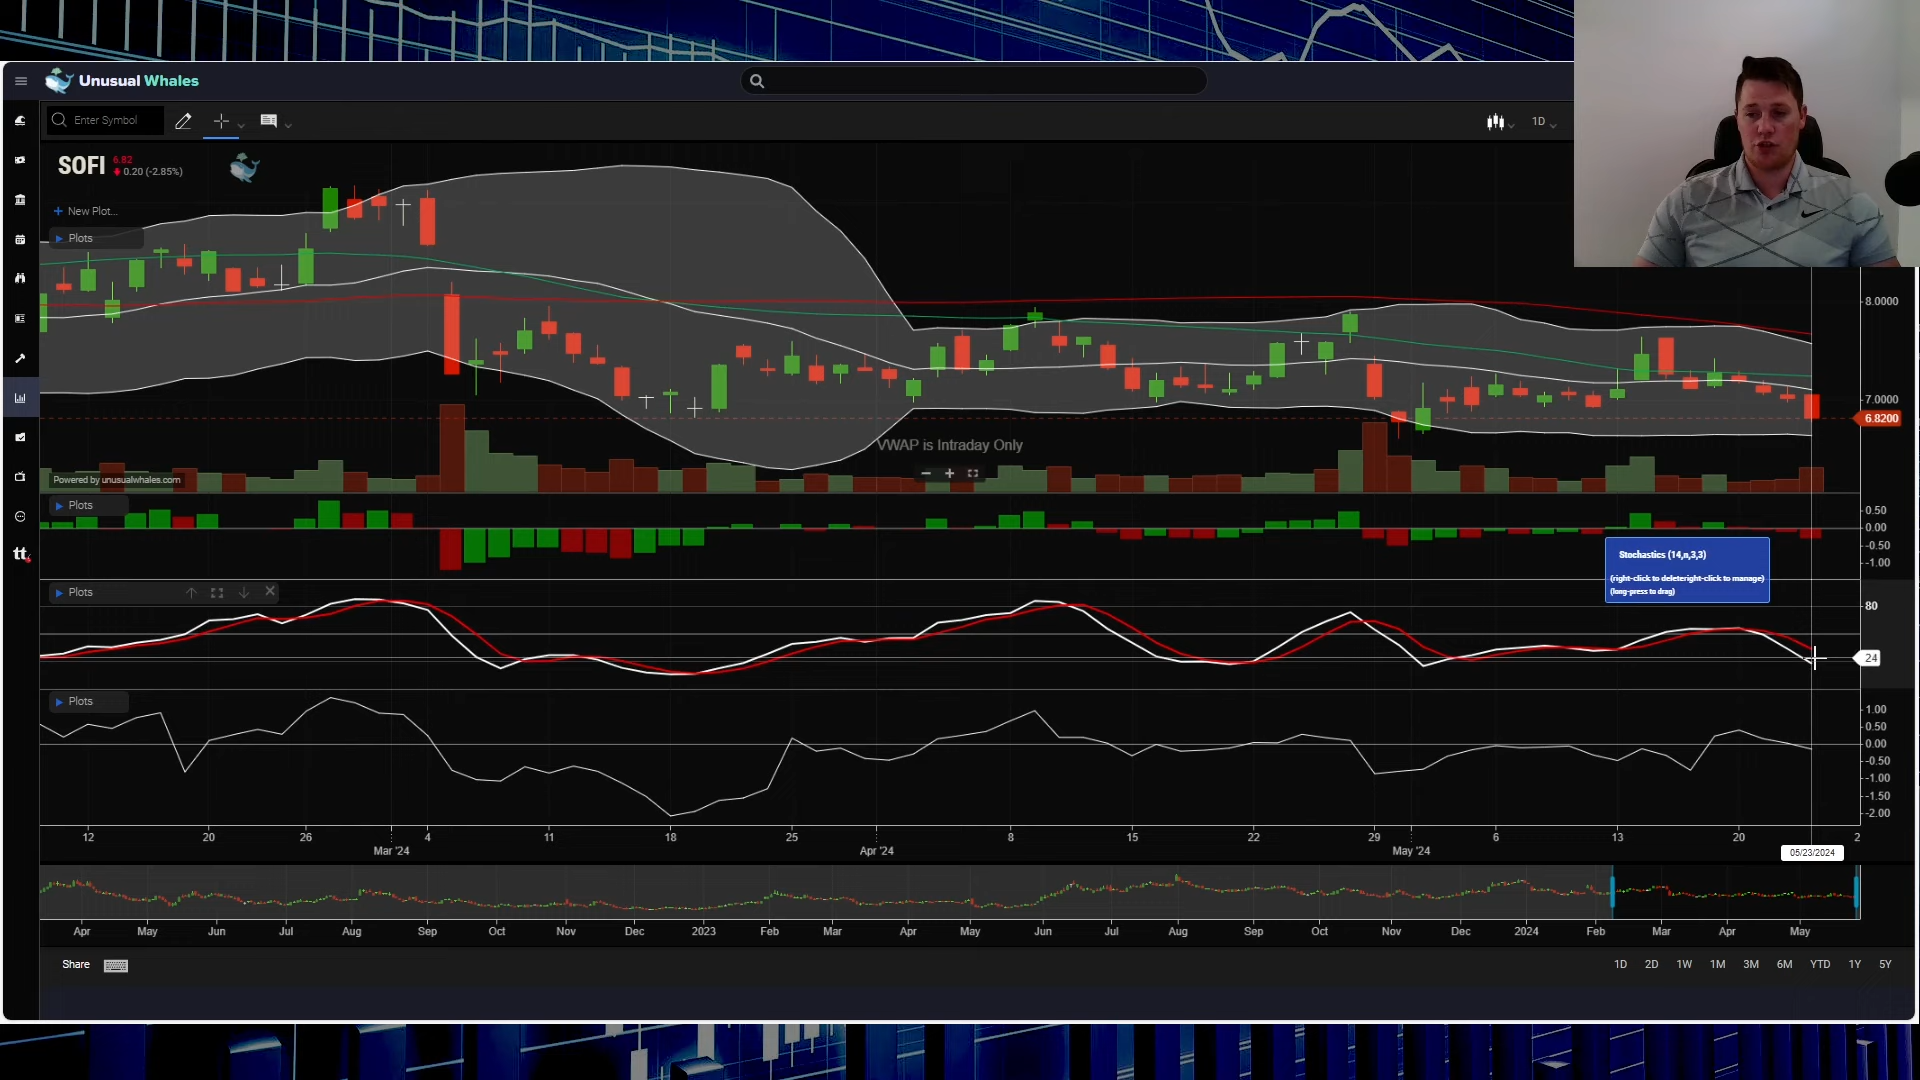 Unusual Whales
Enter Symbol
1D
SOFI 6.82
0.20 (-2.85%)
+ New Plot...
Plots
8.0000
7.0000
6.8200
VWAP is Intraday Only
Powered by unusualwhales.com
Plots
0.50
0.00
-0.50
-1.00
Stochastics (14,n,3,3)
(right-click to deleteright-click to manage)
(long-press to drag)
Plots
80
24
Plots
1.00
0.50
0.00
-0.50
-1.00
-1.50
-2.00
12 20 26 4 11 18 25 8 15 22 29 6 13 20 2
Mar '24 Apr '24 May '24
05/23/2024
Apr May Jun Jul Aug Sep Oct Nov Dec 2023 Feb Mar Apr May Jun Jul Aug Sep Oct Nov Dec 2024 Feb Mar Apr May
Share
1D 2D 1W 1M 3M 6M YTD 1Y 5Y
tt